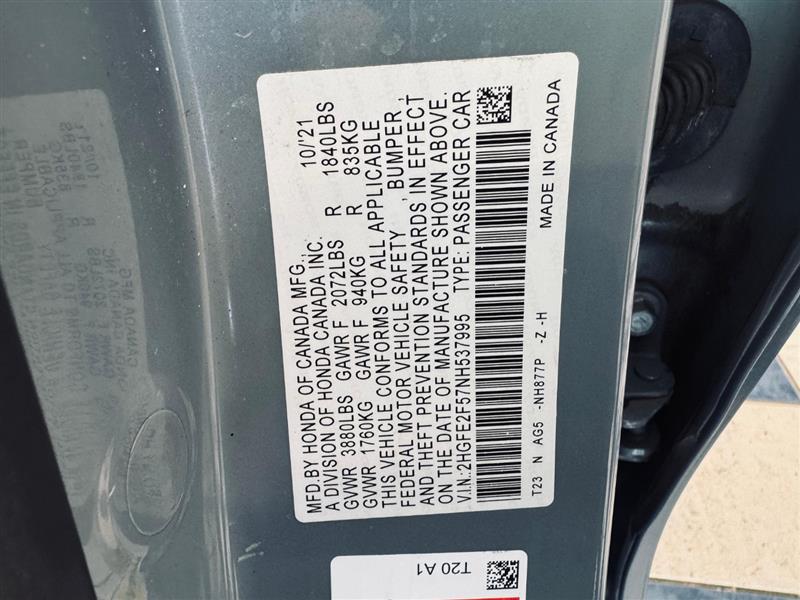 MFD.BY HONDA OF CANADA MFG., 10/'21
A DIVISION OF HONDA CANADA INC.
GVWR 3880LBS GAWR F 2072LBS R 1840LBS
GVWR 1760KG GAWR F 940KG R 835KG
THIS VEHICLE CONFORMS TO ALL APPLICABLE
FEDERAL MOTOR VEHICLE SAFETY , BUMPER ,
AND THEFT PREVENTION STANDARDS IN EFFECT
ON THE DATE OF MANUFACTURE SHOWN ABOVE.
V.I.N.:2HGFE2F57NH537995 TYPE: PASSENGER CAR
T23 N AG5 -NH877P -Z -H MADE IN CANADA
T20 A1